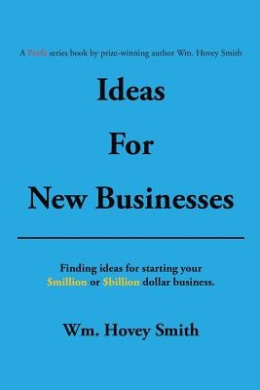 A Profit series book by prize-winning author Wm. Hovey Smith
Ideas
For
New Businesses
Finding ideas for starting your
$million or $billion dollar business.
Wm. Hovey Smith